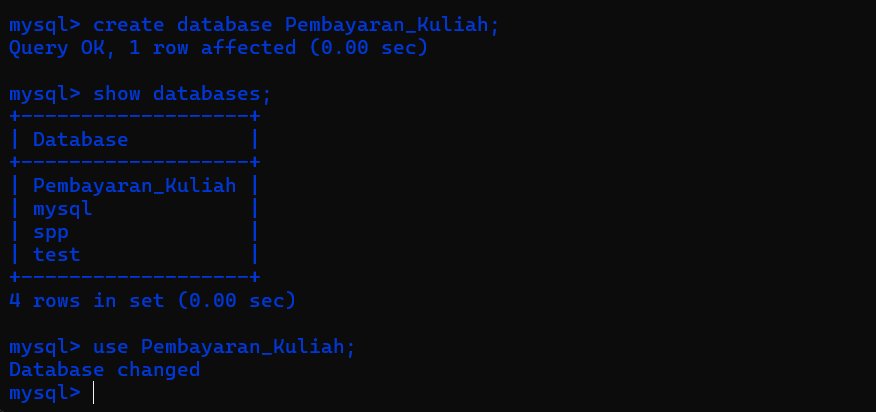 mysql> create database Pembayaran_Kuliah;
Query OK, 1 row affected (0.00 sec)

mysql> show databases;
+-------------------+
| Database          |
+-------------------+
| Pembayaran_Kuliah |
| mysql             |
| spp               |
| test              |
+-------------------+
4 rows in set (0.00 sec)

mysql> use Pembayaran_Kuliah;
Database changed
mysql>